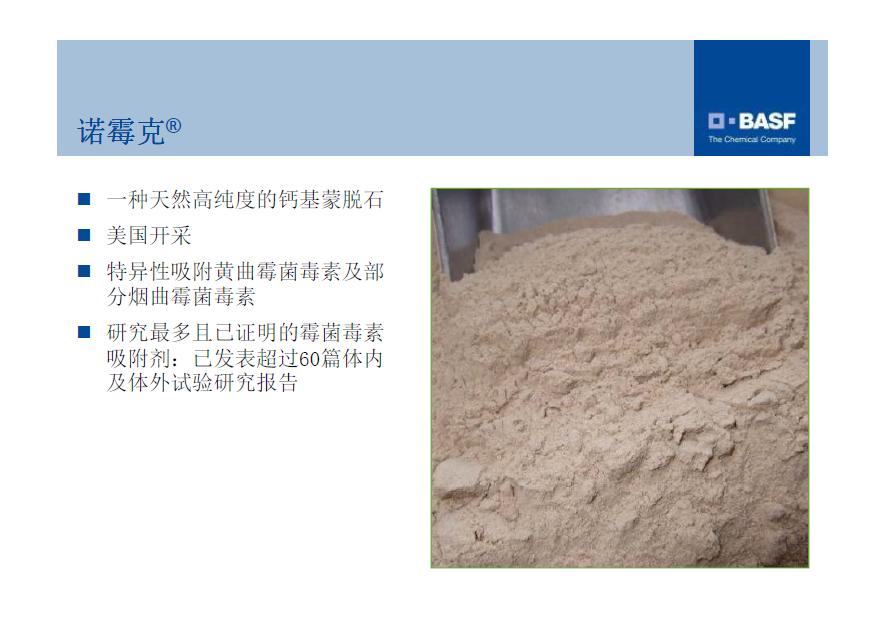 诺霉克®
BASF
The Chemical Company
一种天然高纯度的钙基蒙脱石
美国开采
特异性吸附黄曲霉菌毒素及部
分烟曲霉菌毒素
研究最多且已证明的霉菌毒素
吸附剂：已发表超过60篇体内
及体外试验研究报告